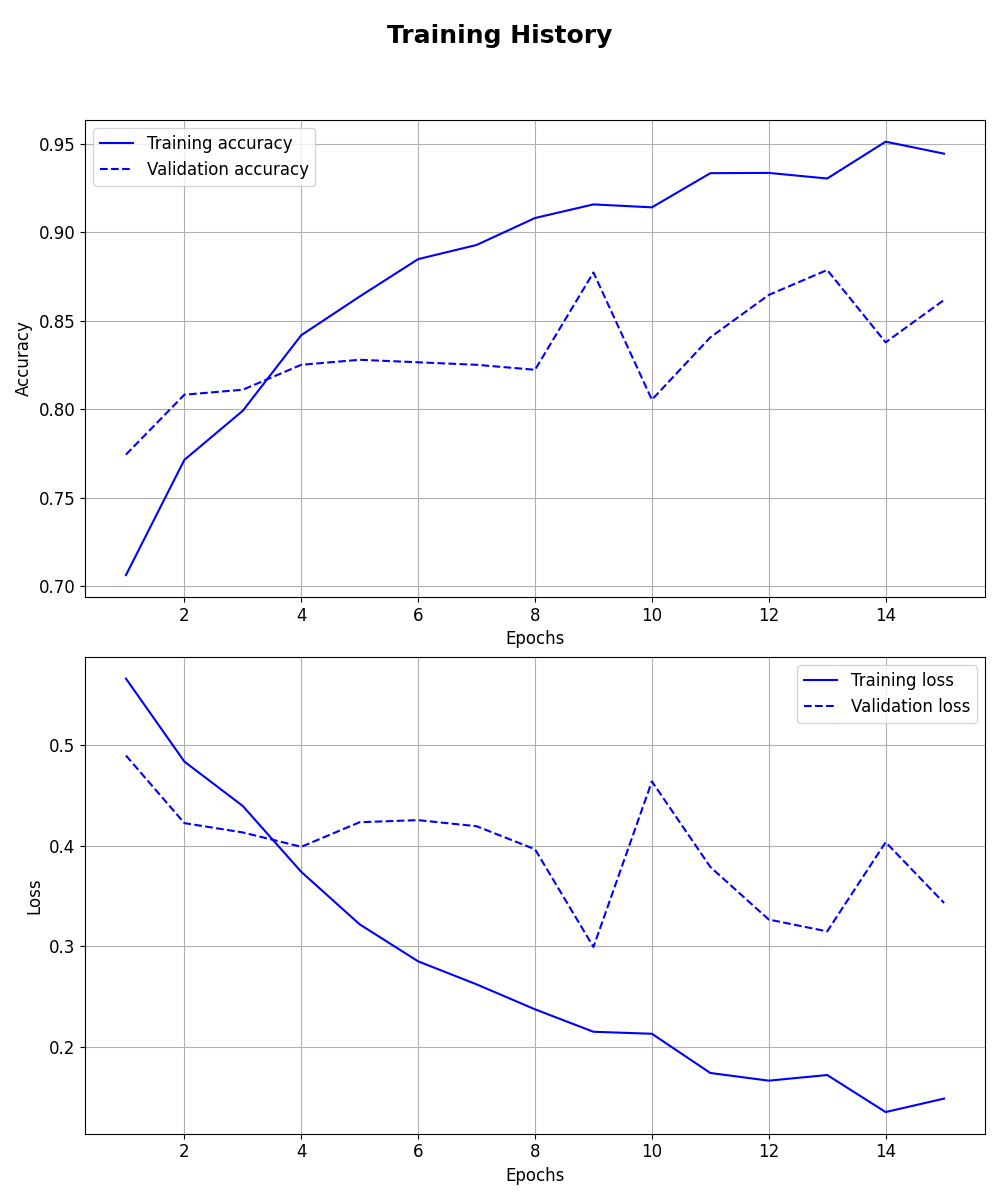 Training History
Training accuracy
Validation accuracy
0.95
0.90
0.85
0.80
0.75
0.70
Accuracy
2 4 6 8 10 12 14
Epochs
Training loss
Validation loss
0.5
0.4
0.3
0.2
Loss
2 4 6 8 10 12 14
Epochs